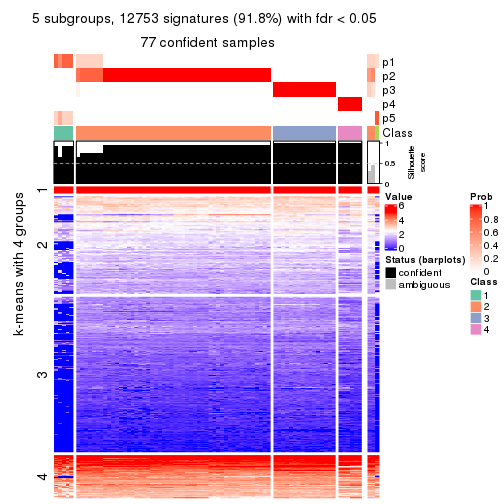 5 subgroups, 12753 signatures (91.8%) with fdr < 0.05
77 confident samples
p1
p2
p3
p4
p5
Class
1
0.5
0
Silhouette
score
k-means with 4 groups
1
2
3
4
Value
6
4
2
0
Status (barplots)
confident
ambiguous
Prob
1
0.8
0.6
0.4
0.2
0
Class
1
2
3
4